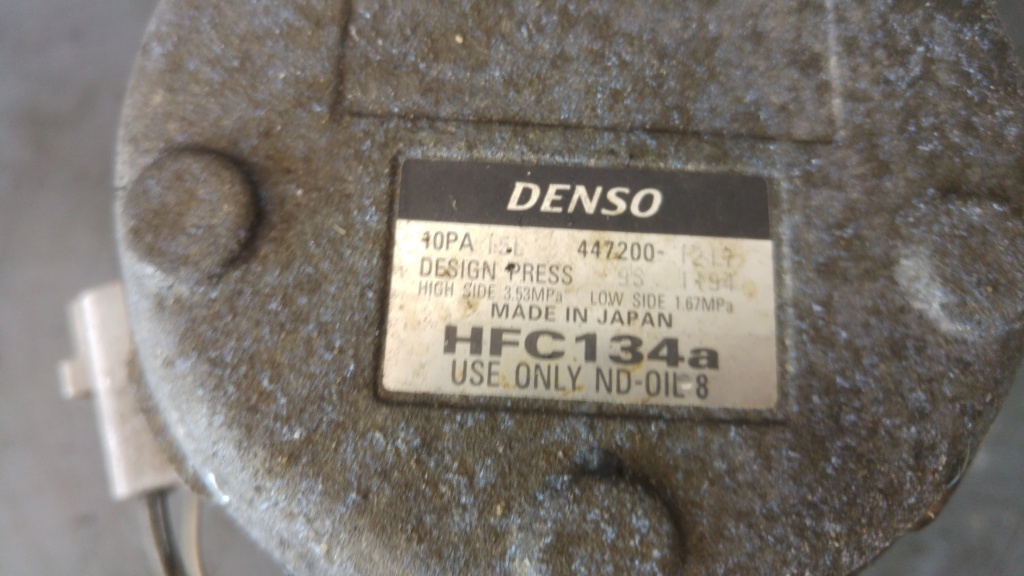 DENSO
10PA 15L 447200-
DESIGN PRESS
HIGH SIDE 3.53MPa LOW SIDE 1.67MPa
MADE IN JAPAN
HFC134a
USE ONLY ND-OIL 8